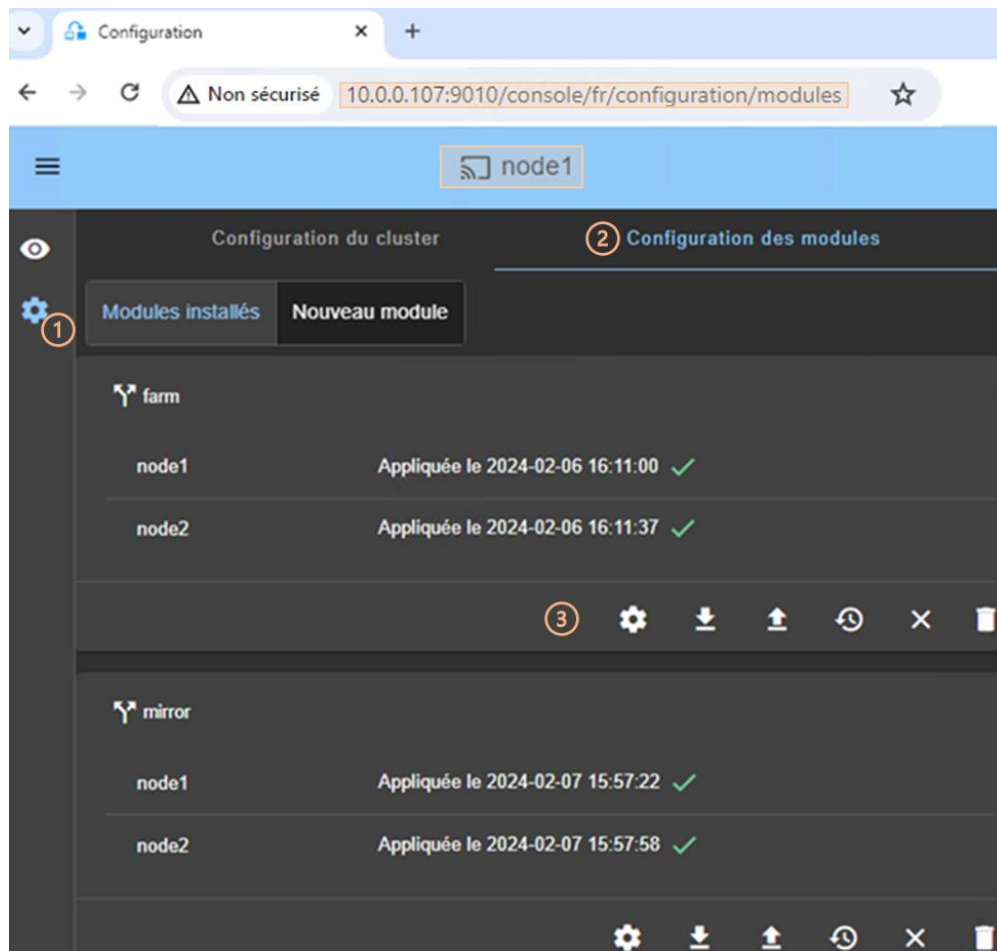 Configuration
Non sécurisé 10.0.0.107:9010/console/fr/configuration/modules
node1
Configuration du cluster 2 Configuration des modules
1 Modules installés Nouveau module
farm
node1 Appliquée le 2024-02-06 16:11:00
node2 Appliquée le 2024-02-06 16:11:37
3
mirror
node1 Appliquée le 2024-02-07 15:57:22
node2 Appliquée le 2024-02-07 15:57:58